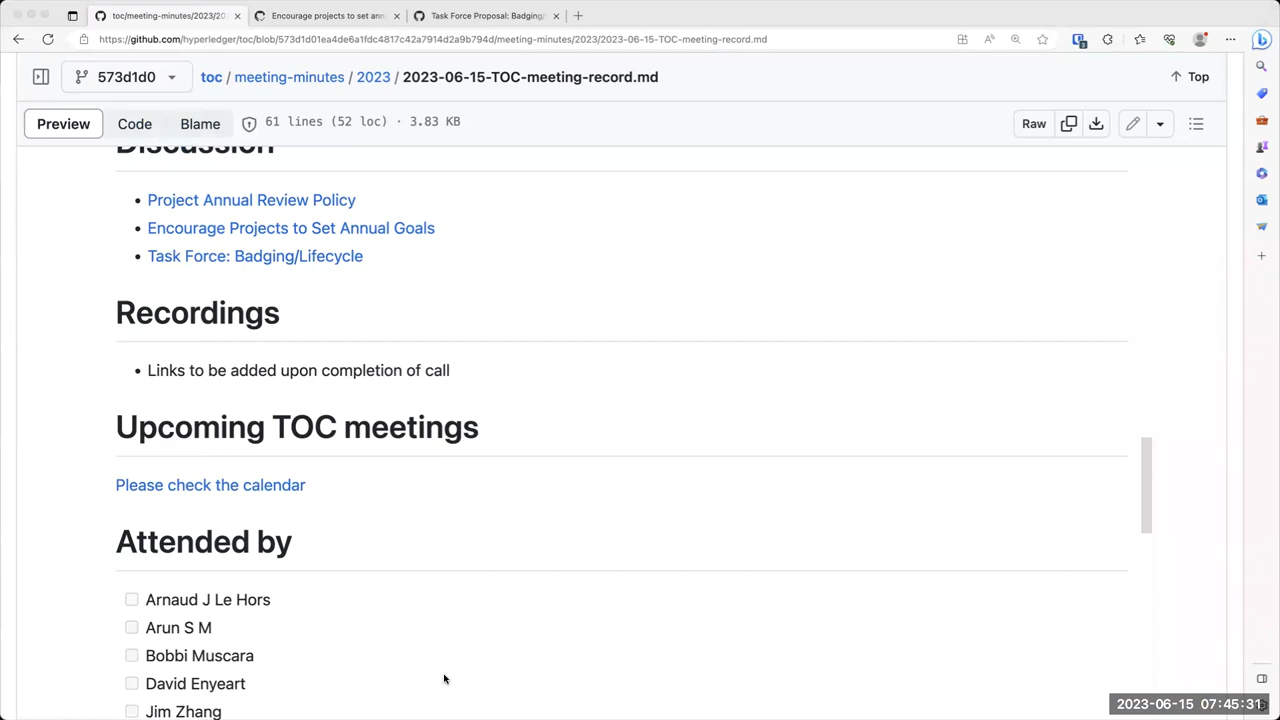 toc/meeting-minutes/2023/20
Encourage projects to set ann
Task Force Proposal: Badging/
https://github.com/hyperledger/toc/blob/573d1d01ea4de6a1fdc4817c42a7914d2a9b794d/meeting-minutes/2023/2023-06-15-TOC-meeting-record.md
573d1d0
toc / meeting-minutes / 2023 / 2023-06-15-TOC-meeting-record.md
Top
Preview
Code
Blame
61 lines (52 loc) · 3.83 KB
Raw
Discussion
• Project Annual Review Policy
• Encourage Projects to Set Annual Goals
• Task Force: Badging/Lifecycle
Recordings
• Links to be added upon completion of call
Upcoming TOC meetings
Please check the calendar
Attended by
Arnaud J Le Hors
Arun S M
Bobbi Muscara
David Enyeart
Jim Zhang
2023-06-15 07:45:31